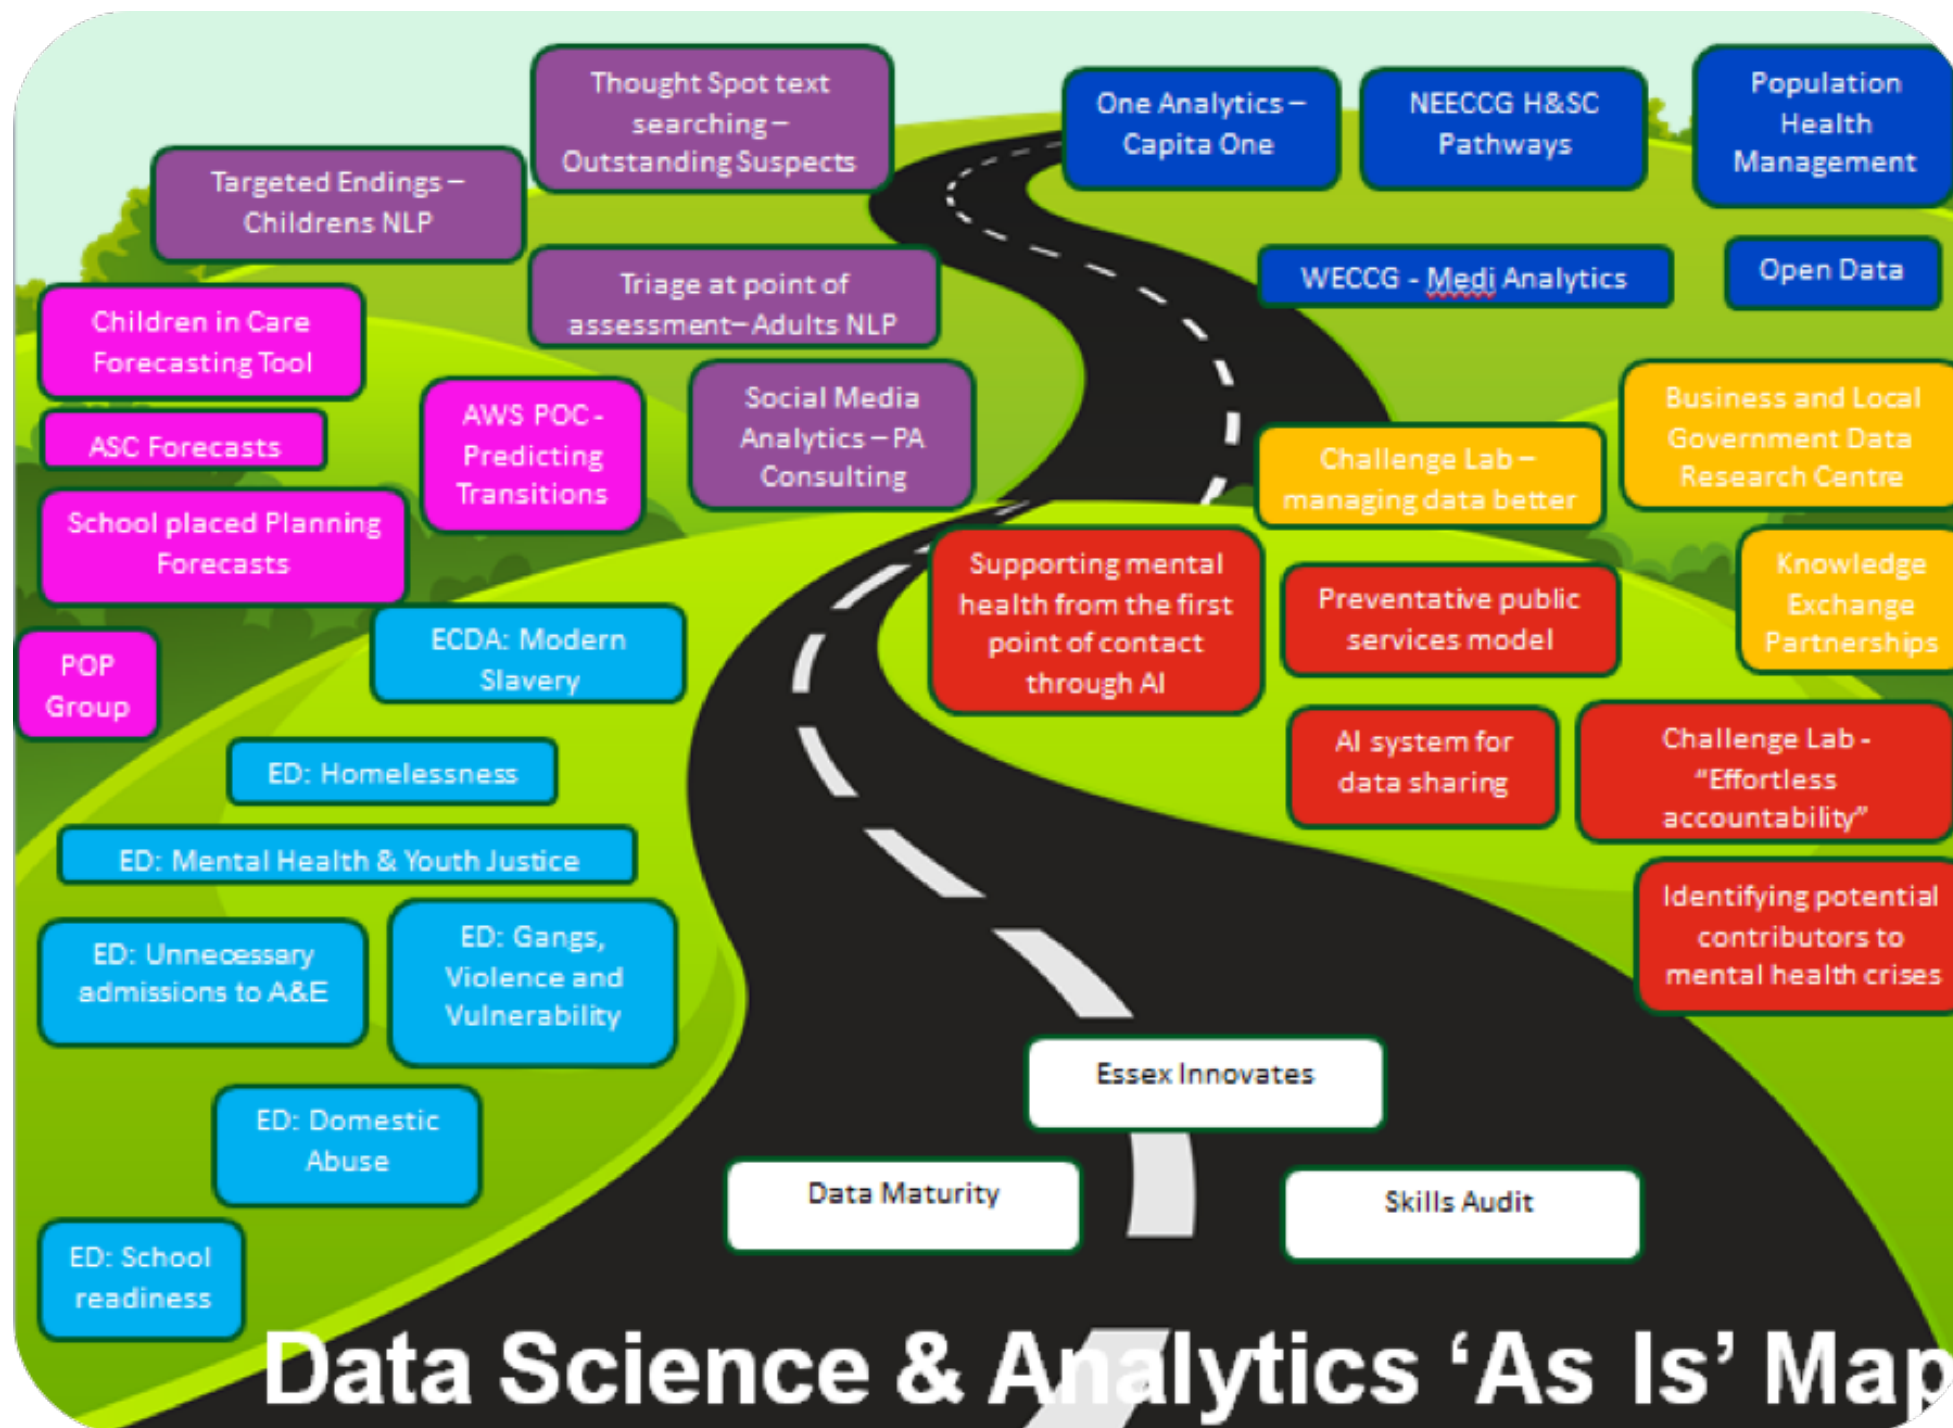 Thought Spot text
searching –
Outstanding Suspects
One Analytics –
Capita One
NEECCG H&SC
Pathways
Population
Health
Management
Targeted Endings –
Childrens NLP
Triage at point of
assessment– Adults NLP
WECCG - Medi Analytics
Open Data
Children in Care
Forecasting Tool
ASC Forecasts
AWS POC -
Predicting
Transitions
Social Media
Analytics – PA
Consulting
Challenge Lab –
managing data better
Business and Local
Government Data
Research Centre
School placed Planning
Forecasts
Supporting mental
health from the first
point of contact
through AI
Preventative public
services model
Knowledge
Exchange
Partnerships
POP
Group
ECDA: Modern
Slavery
AI system for
data sharing
Challenge Lab -
“Effortless
accountability”
ED: Homelessness
ED: Mental Health & Youth Justice
ED: Unnecessary
admissions to A&E
ED: Gangs,
Violence and
Vulnerability
Identifying potential
contributors to
mental health crises
Essex Innovates
ED: Domestic
Abuse
Data Maturity
Skills Audit
ED: School
readiness
Data Science & Analytics ‘As Is’ Map